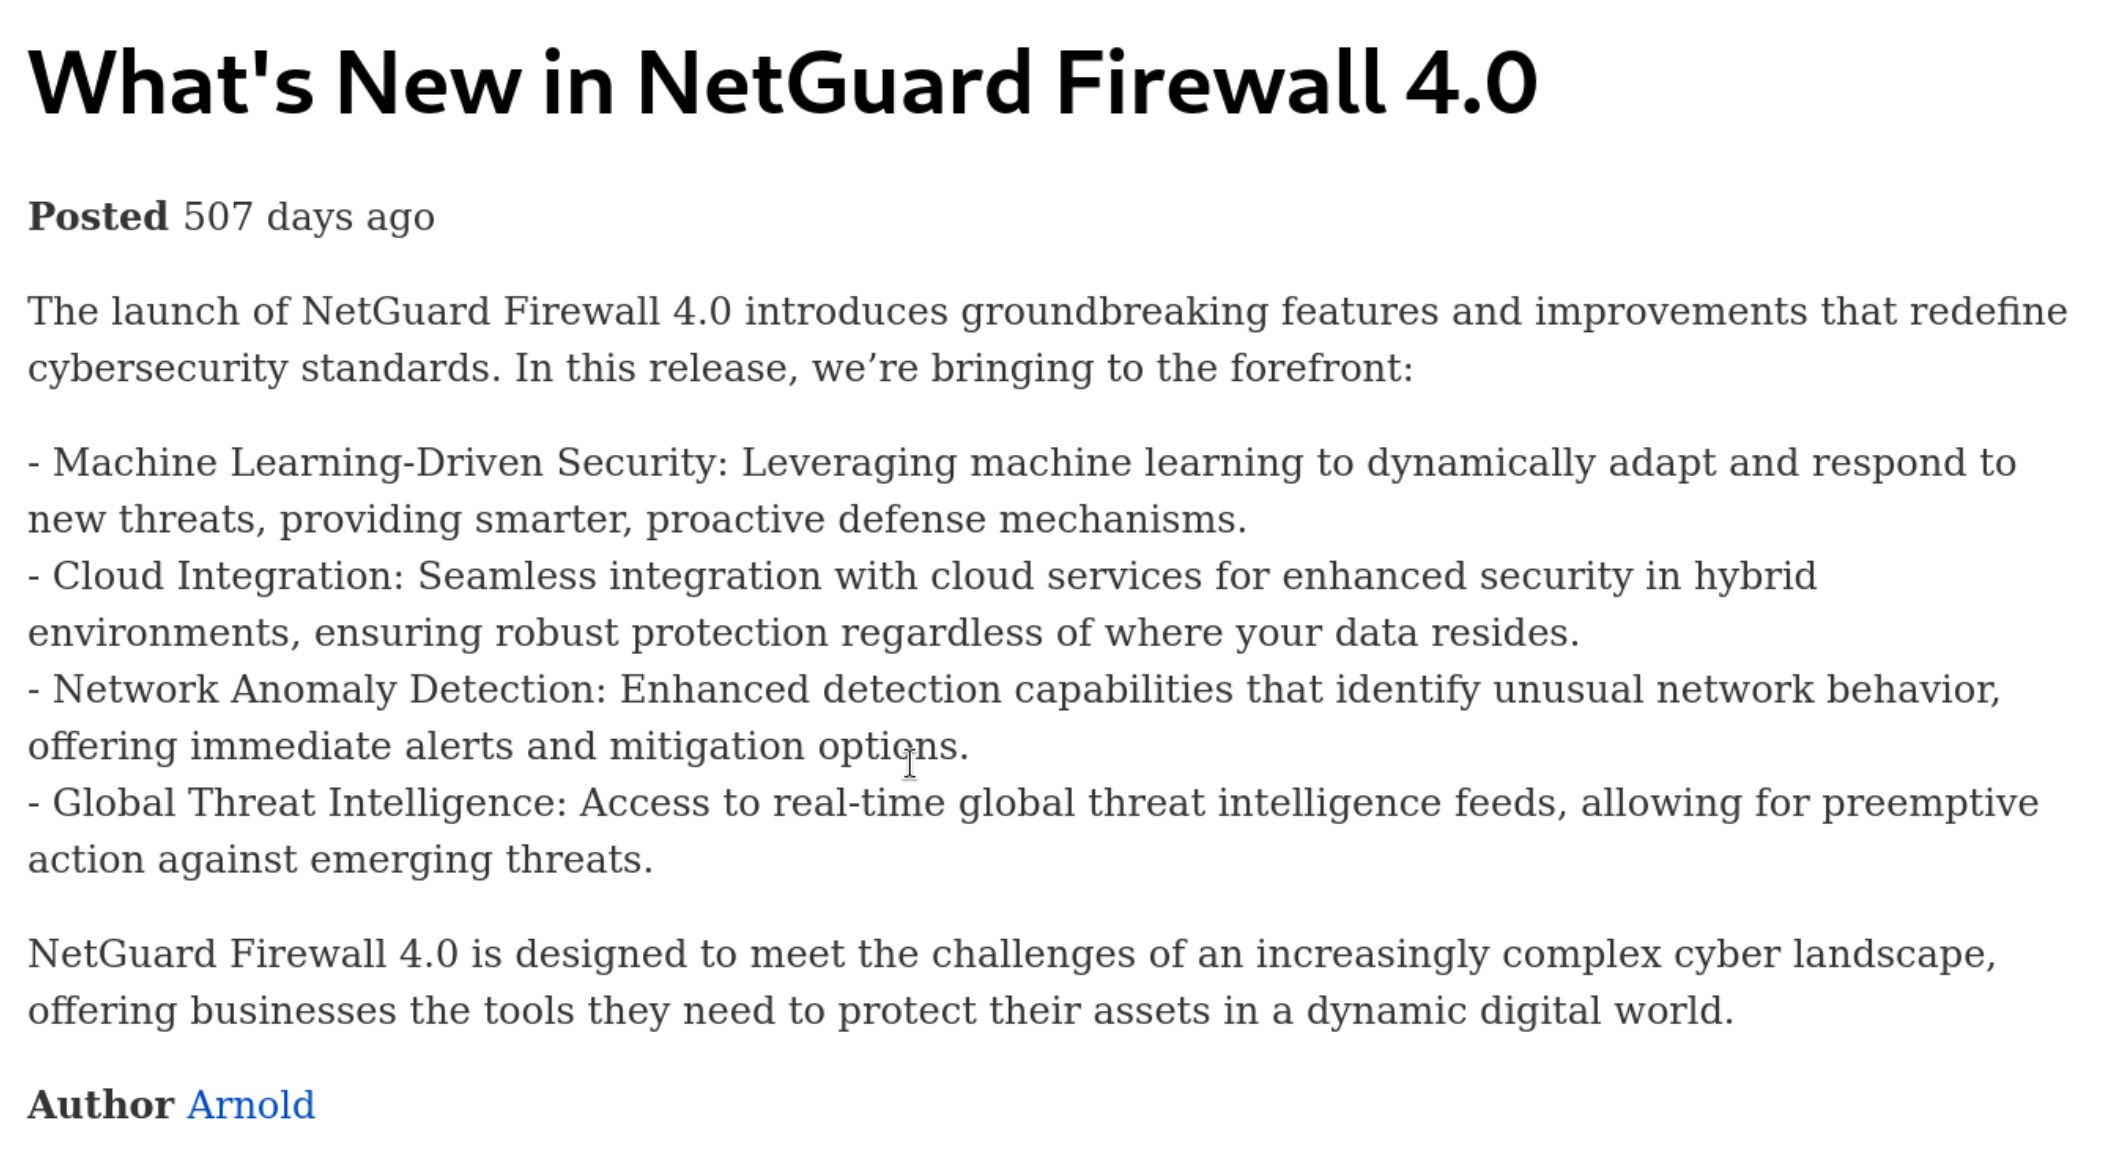 What's New in NetGuard Firewall 4.0
Posted 507 days ago
The launch of NetGuard Firewall 4.0 introduces groundbreaking features and improvements that redefine
cybersecurity standards. In this release, we’re bringing to the forefront:
- Machine Learning-Driven Security: Leveraging machine learning to dynamically adapt and respond to
new threats, providing smarter, proactive defense mechanisms.
- Cloud Integration: Seamless integration with cloud services for enhanced security in hybrid
environments, ensuring robust protection regardless of where your data resides.
- Network Anomaly Detection: Enhanced detection capabilities that identify unusual network behavior,
offering immediate alerts and mitigation options.
- Global Threat Intelligence: Access to real-time global threat intelligence feeds, allowing for preemptive
action against emerging threats.
NetGuard Firewall 4.0 is designed to meet the challenges of an increasingly complex cyber landscape,
offering businesses the tools they need to protect their assets in a dynamic digital world.
Author Arnold